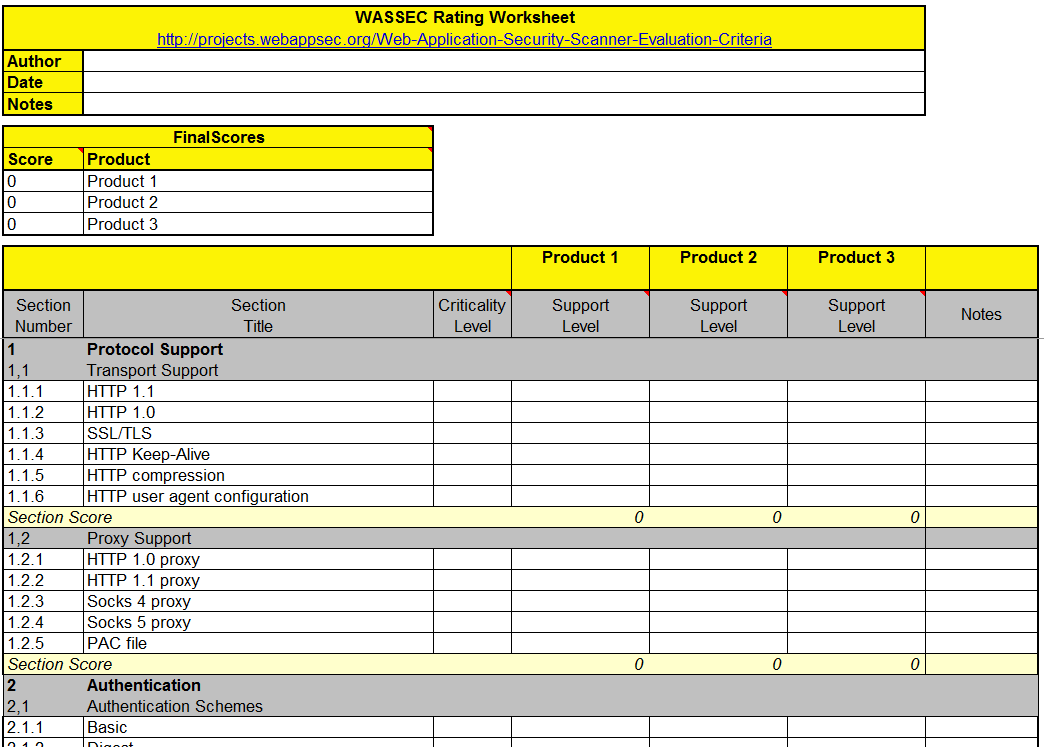 WASSEC Rating Worksheet
http://projects.webappsec.org/Web-Application-Security-Scanner-Evaluation-Criteria
Author
Date
Notes
FinalScores
Score Product
0 Product 1
0 Product 2
0 Product 3
Product 1 Product 2 Product 3
Section Number Section Title Criticality Level Support Level Support Level Support Level Notes
1 Protocol Support
1,1 Transport Support
1.1.1 HTTP 1.1
1.1.2 HTTP 1.0
1.1.3 SSL/TLS
1.1.4 HTTP Keep-Alive
1.1.5 HTTP compression
1.1.6 HTTP user agent configuration
Section Score 0 0 0
1,2 Proxy Support
1.2.1 HTTP 1.0 proxy
1.2.2 HTTP 1.1 proxy
1.2.3 Socks 4 proxy
1.2.4 Socks 5 proxy
1.2.5 PAC file
Section Score 0 0 0
2 Authentication
2,1 Authentication Schemes
2.1.1 Basic
2.1.2 Digest